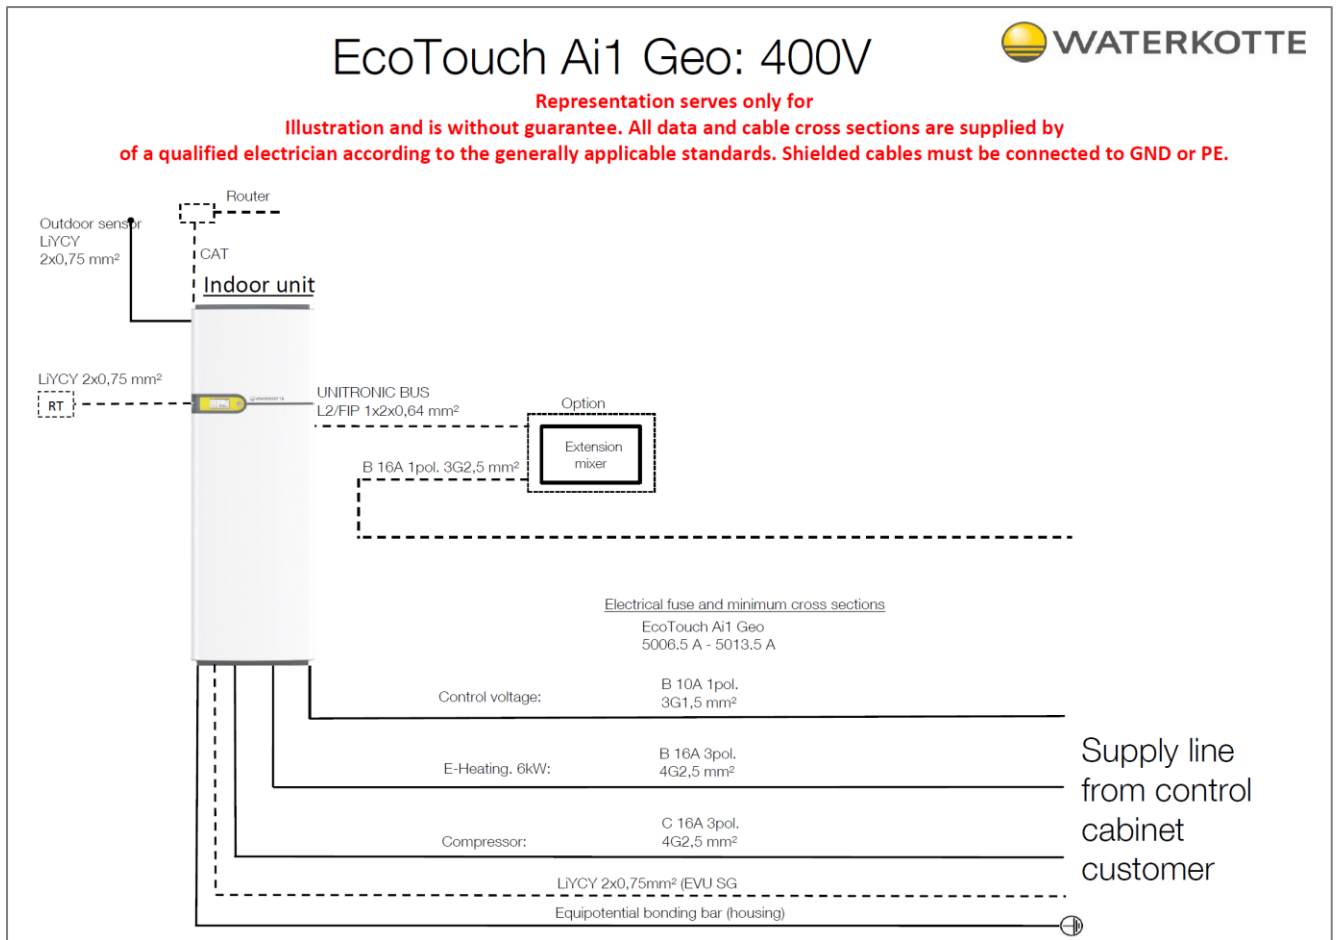 EcoTouch Ai1 Geo: 400V
WATERKOTTE
Representation serves only for
Illustration and is without guarantee. All data and cable cross sections are supplied by
of a qualified electrician according to the generally applicable standards. Shielded cables must be connected to GND or PE.
Router
Outdoor sensor
LiYCY
2x0,75 mm²
CAT
Indoor unit
LiYCY 2x0,75 mm²
RT
WATERKOTTE
UNITRONIC BUS
L2/FIP 1x2x0,64 mm²
Option
Extension
mixer
B 16A 1pol. 3G2,5 mm²
Electrical fuse and minimum cross sections
EcoTouch Ai1 Geo
5006.5 A - 5013.5 A
Control voltage:
B 10A 1pol.
3G1,5 mm²
E-Heating. 6kW:
B 16A 3pol.
4G2,5 mm²
Compressor:
C 16A 3pol.
4G2,5 mm²
LiYCY 2x0,75mm² (EVU SG
Equipotential bonding bar (housing)
Supply line
from control
cabinet
customer